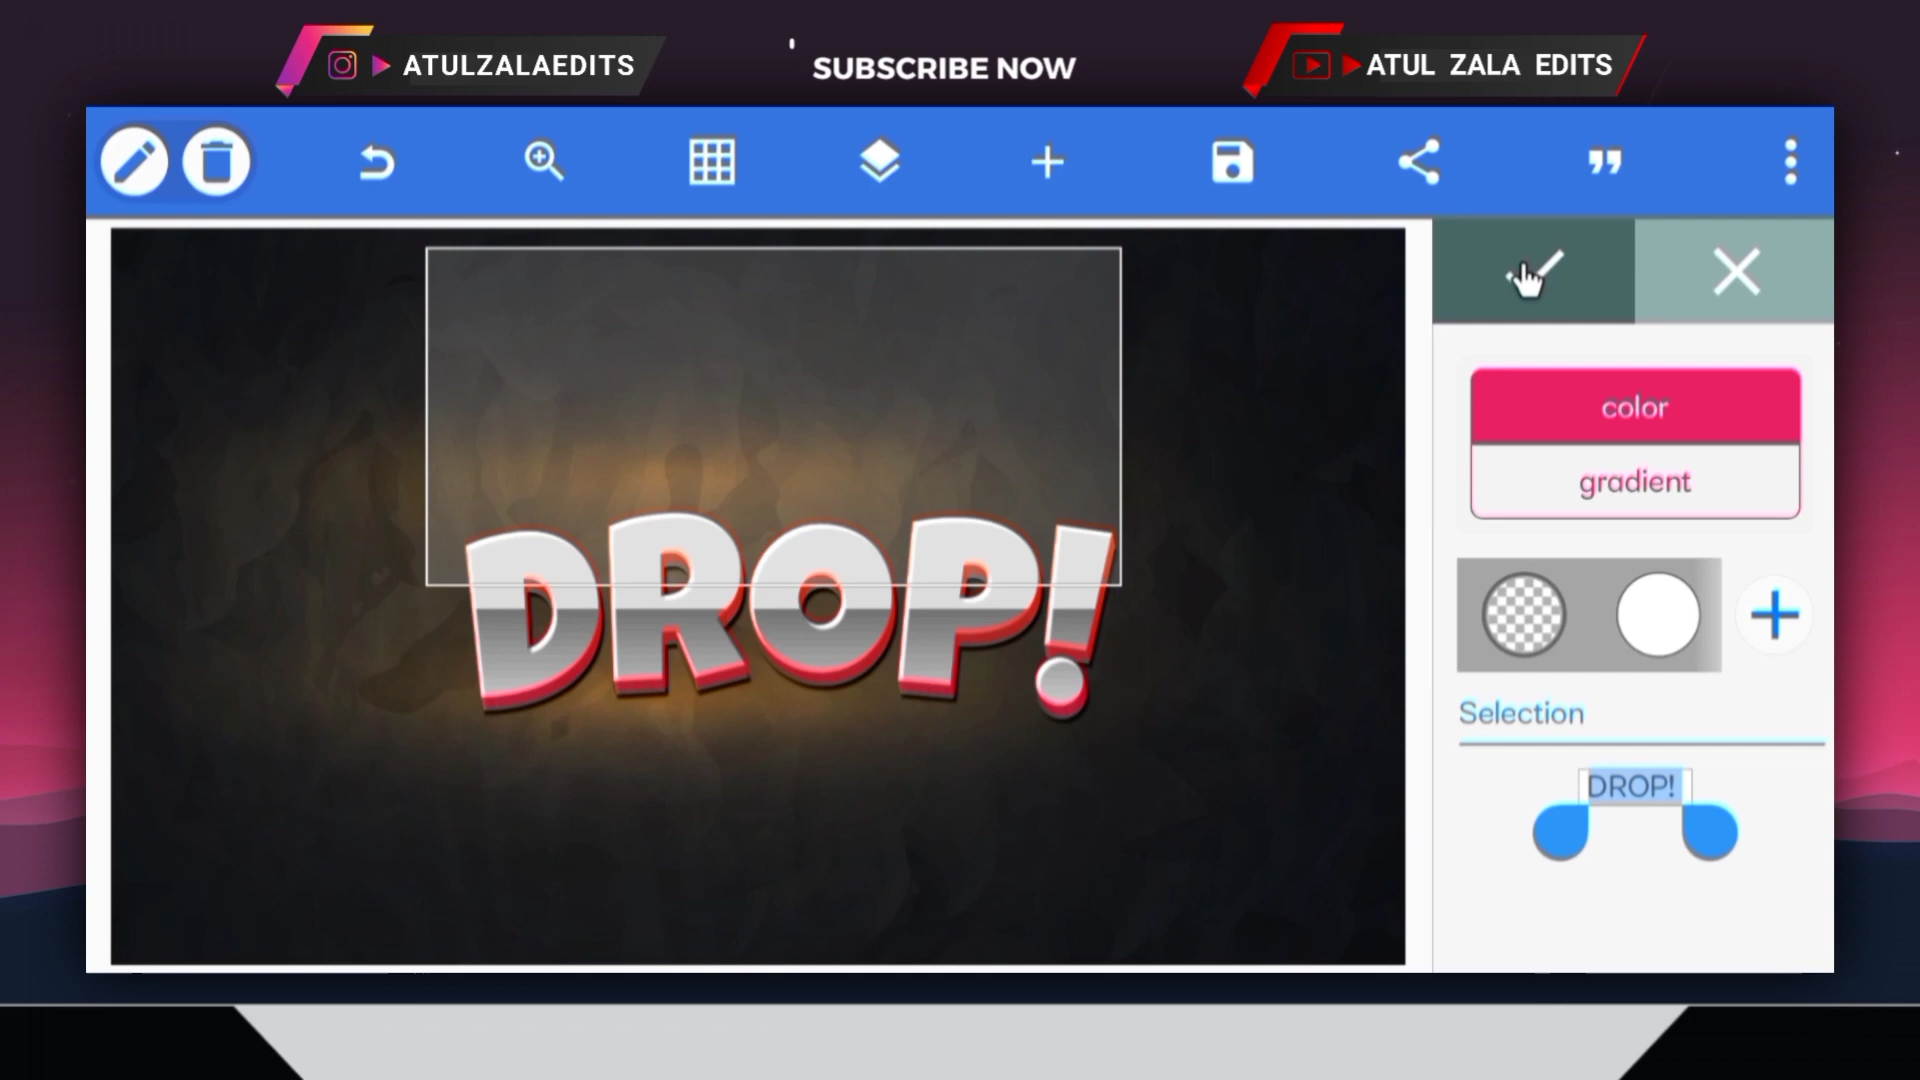 ATULZALAEDITS
SUBSCRIBE NOW
ATUL ZALA EDITS
color
gradient
DROP!
Selection
DROP!